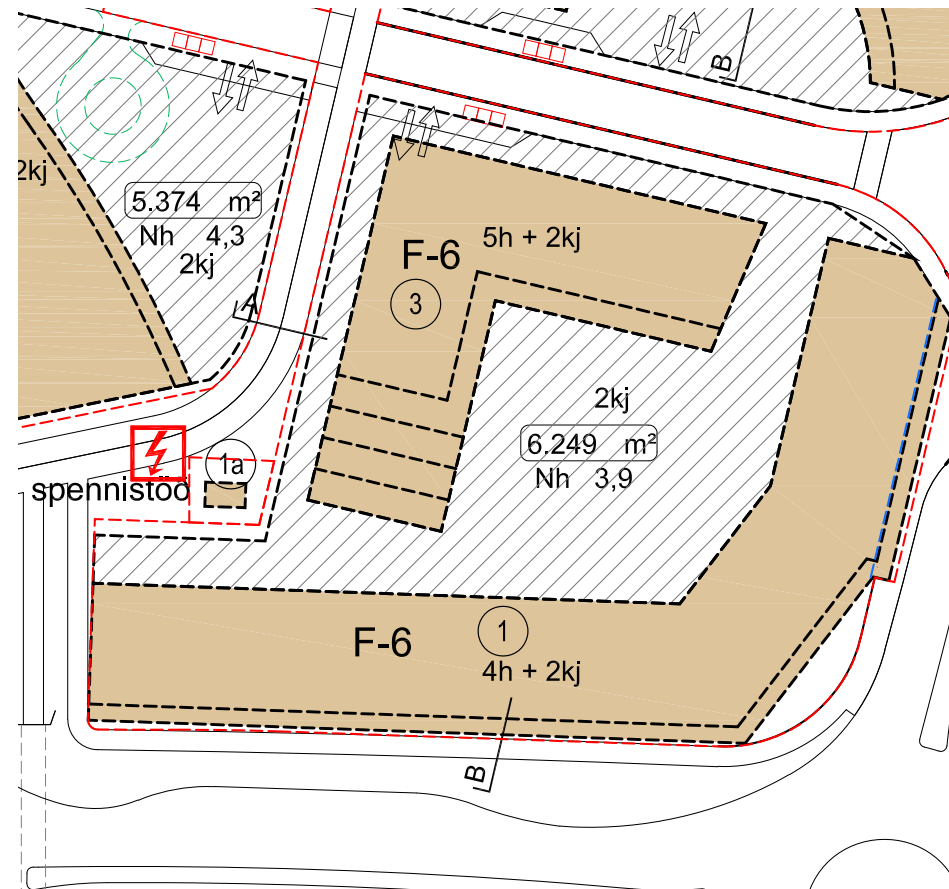 B
2kj
5.374 m²
Nh 4,3
2kj
F-6
5h + 2kj
3
A
2kj
6.249 m²
Nh 3,9
1a
spennistöð
F-6
1
4h + 2kj
B